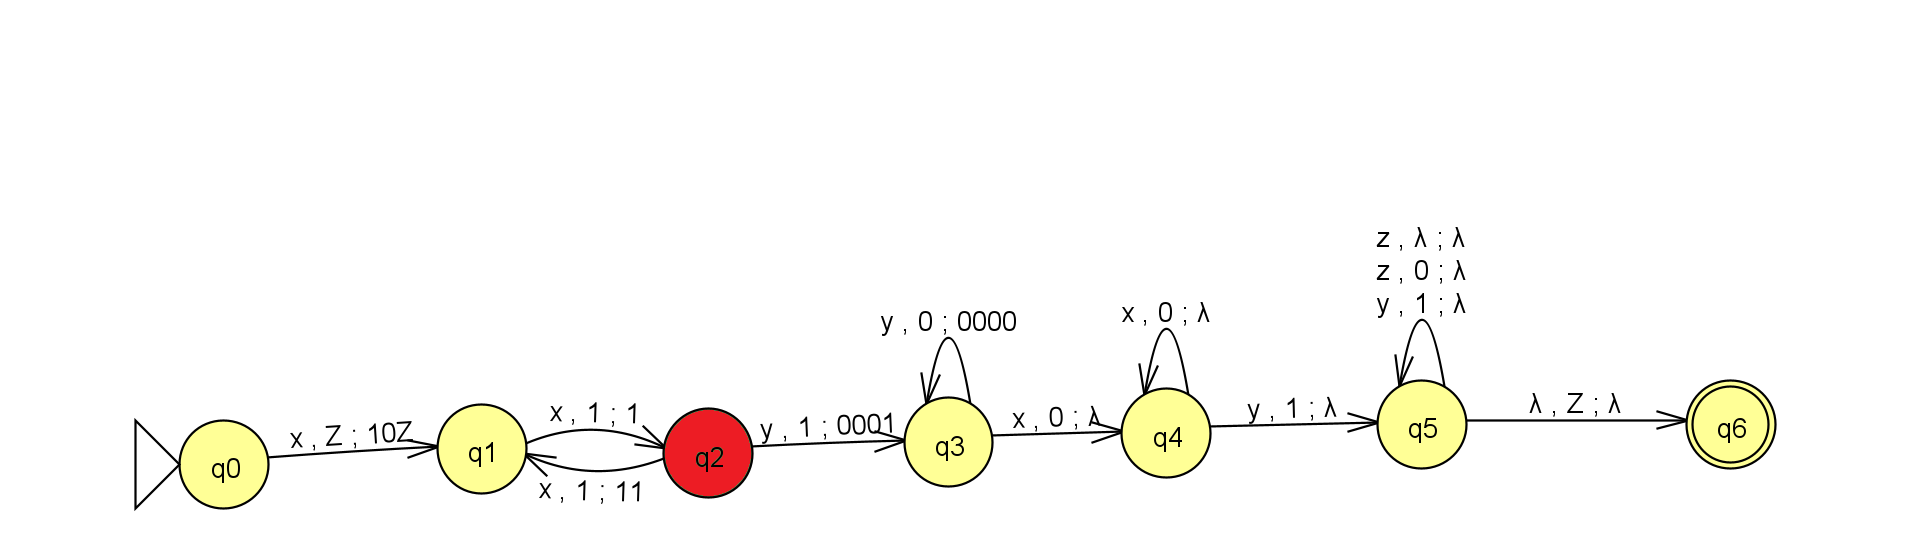 z , λ ; λ
z , 0 ; λ
y , 1 ; λ
x , 0 ; λ
y , 0 ; 0000
λ , Z ; λ
y , 1 ; λ
x , 1 ; 1
x , 0 ; λ
y , 1 ; 0001
x , Z ; 10Z
q0
q1
q2
q3
q4
q5
q6
x , 1 ; 11